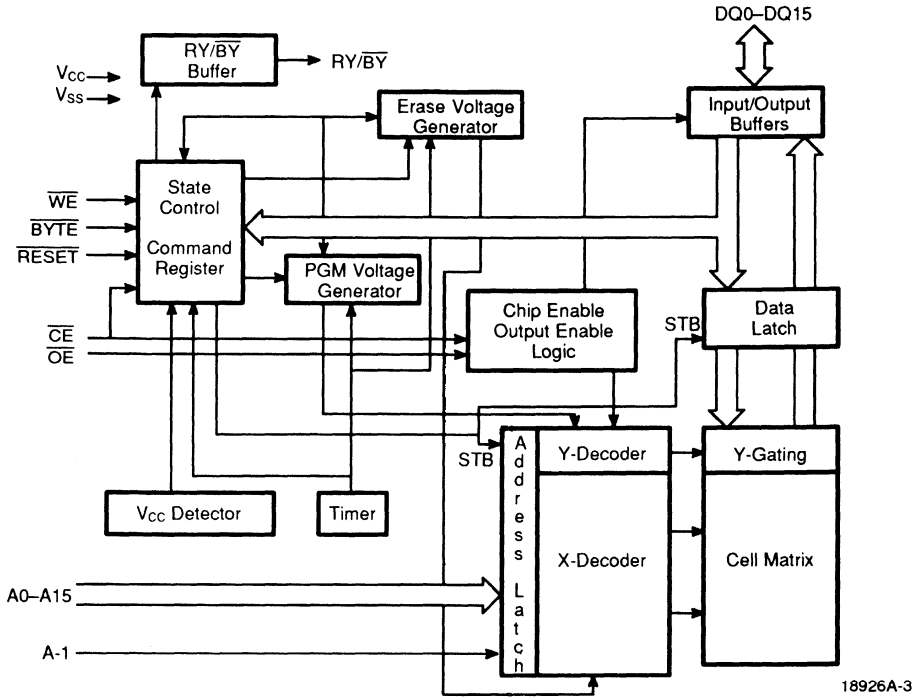 DQ0–DQ15
RY/BY
Buffer
RY/BY
VCC
VSS
Erase Voltage
Generator
Input/Output
Buffers
WE
BYTE
RESET
State
Control
Command
Register
PGM Voltage
Generator
Chip Enable
Output Enable
Logic
STB
Data
Latch
CE
OE
STB
Address Latch
Y-Decoder
Y-Gating
VCC Detector
Timer
X-Decoder
Cell Matrix
A0–A15
A-1
18926A-3